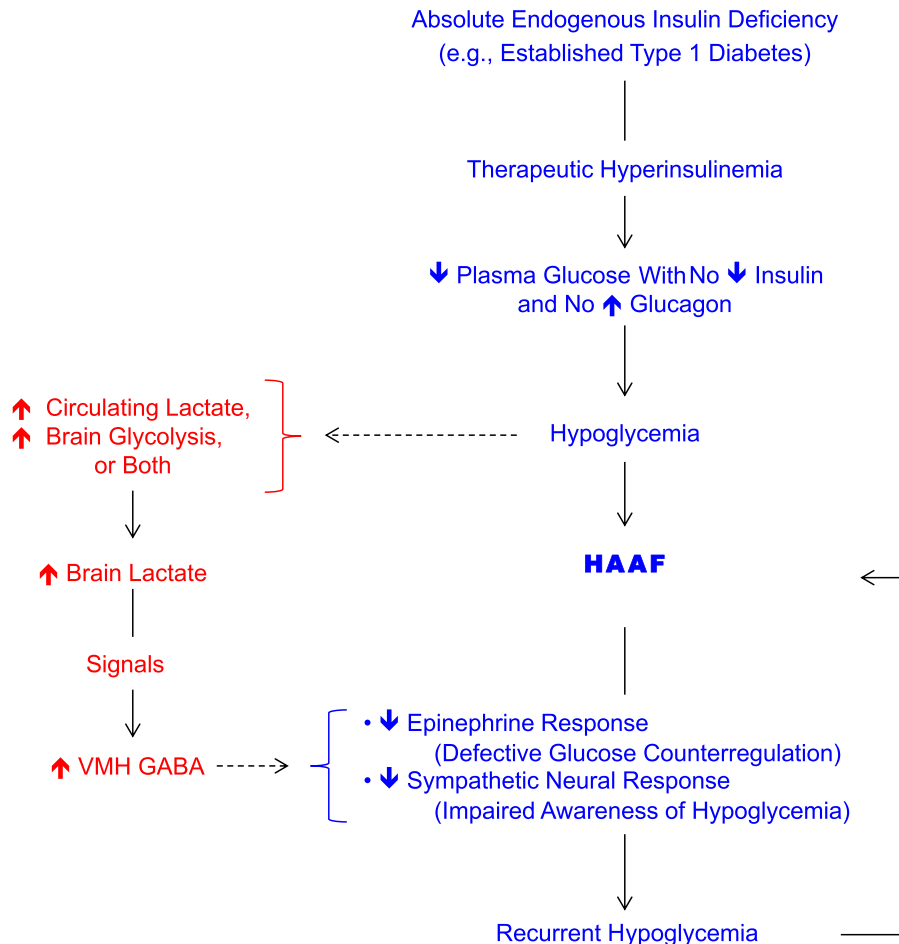 Absolute Endogenous Insulin Deficiency
(e.g., Established Type 1 Diabetes)
Therapeutic Hyperinsulinemia
↓ Plasma Glucose With No ↓ Insulin
and No ↑ Glucagon
↑ Circulating Lactate,
↑ Brain Glycolysis,
or Both
Hypoglycemia
↑ Brain Lactate
HAAF
Signals
↑ VMH GABA
• ↓ Epinephrine Response
(Defective Glucose Counterregulation)
• ↓ Sympathetic Neural Response
(Impaired Awareness of Hypoglycemia)
Recurrent Hypoglycemia